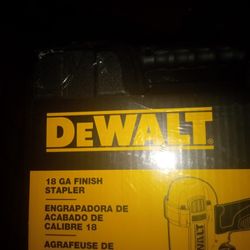 DEWALT
18 GA FINISH
STAPLER
ENGRAPADORA DE
ACABADO DE
CALIBRE 18
AGRAFEUSE DE